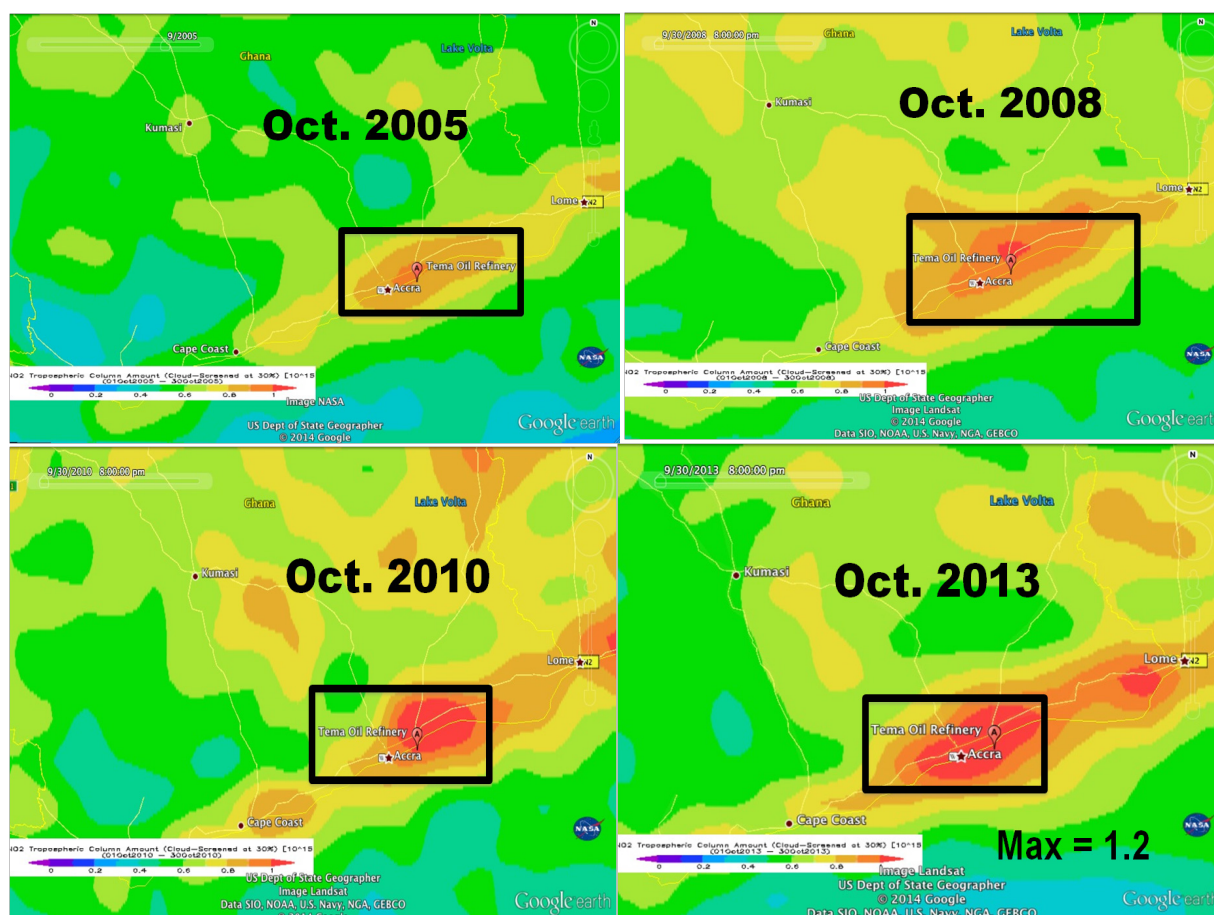 9/2005
N
Ghana
Lake Volta
Oct. 2005
Kumasi
Lome N2
Tema Oil Refinery
A
Accra
Cape Coast
NASA
NO2 Tropospheric Column Amount (Cloud-Screened at 30%) [10^15
(01Oct2005 — 30Oct2005)
0 0.2 0.4 0.6 0.8 1
Image NASA
US Dept of State Geographer
© 2014 Google
Google earth
9/30/2008 8:00:00 pm
N
Ghana
Lake Volta
Oct. 2008
Kumasi
Lome N2
Tema Oil Refinery
A
Accra
Cape Coast
NASA
NO2 Tropospheric Column Amount (Cloud-Screened at 30%) [10^15
(01Oct2008 — 30Oct2008)
0 0.2 0.4 0.6 0.8 1
US Dept of State Geographer
Image Landsat
Data SIO, NOAA, U.S. Navy, NGA, GEBCO
Google earth
9/30/2010 8:00:00 pm
N
Ghana
Lake Volta
Oct. 2010
Kumasi
Lome N2
Tema Oil Refinery
A
Accra
Cape Coast
NASA
NO2 Tropospheric Column Amount (Cloud-Screened at 30%) [10^15
(01Oct2010 — 30Oct2010)
0 0.2 0.4 0.6 0.8 1
US Dept of State Geographer
Image Landsat
Data SIO, NOAA, U.S. Navy, NGA, GEBCO
© 2014 Google
Google earth
9/30/2013 8:00:00 pm
N
Ghana
Lake Volta
Oct. 2013
Kumasi
Lome N2
Tema Oil Refinery
A
Accra
Cape Coast
NASA
Max = 1.2
NO2 Tropospheric Column Amount (Cloud-Screened at 30%) [10^15
(01Oct2013 — 30Oct2013)
0 0.2 0.4 0.6 0.8 1
Image Landsat
US Dept of State Geographer
© 2014 Google
Data SIO, NOAA, U.S. Navy, NGA, GEBCO
Google earth